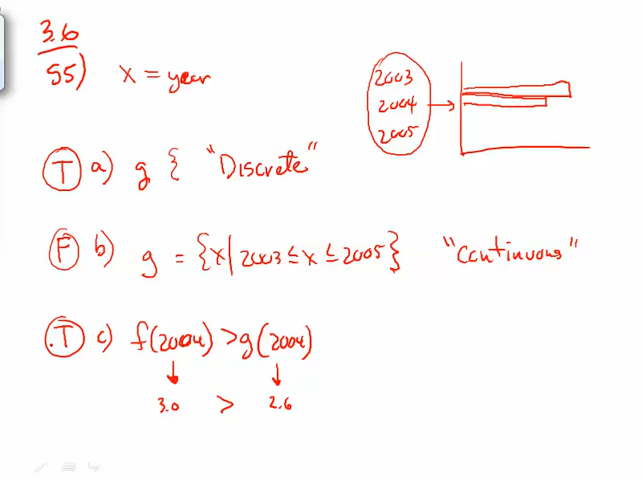 3.6
55) x = year
2003
2004
2005
T a) g { "Discrete"
F b) g = {x | 2003 ≤ x ≤ 2005} "continuous"
T c) f(2004) > g(2004)
3.0 > 2.6